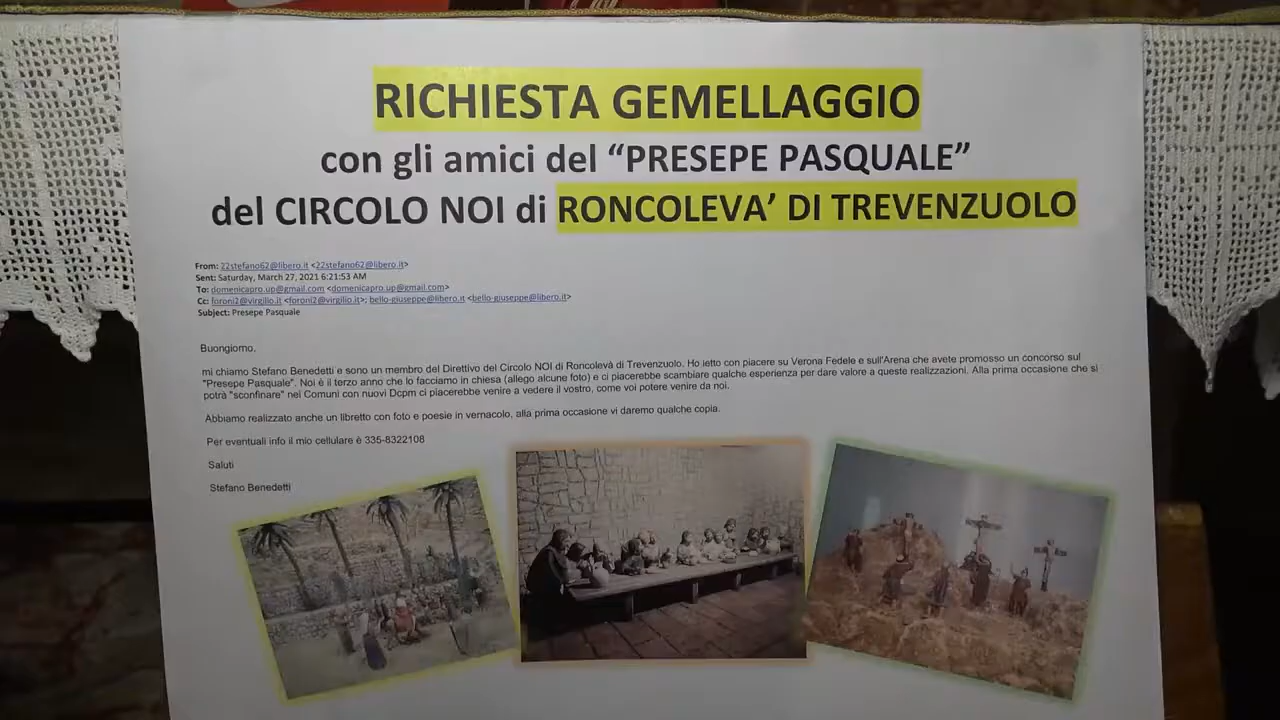 RICHIESTA GEMELLAGGIO
con gli amici del “PRESEPE PASQUALE”
del CIRCOLO NOI di RONCOLEVA’ DI TREVENZUOLO
From: 22stefano62@libero.it <22stefano62@libero.it>
Sent: Saturday, March 27, 2021 6:21:53 AM
To: domenicapro.up@gmail.com <domenicapro.up@gmail.com>
Cc: foroni2@virgilio.it <foroni2@virgilio.it>; bello-giuseppe@libero.it <bello-giuseppe@libero.it>
Subject: Presepe Pasquale
Buongiorno,
mi chiamo Stefano Benedetti e sono un membro del Direttivo del Circolo NOI di Roncolevà di Trevenzuolo. Ho letto con piacere su Verona Fedele e sull'Arena che avete promosso un concorso sul
"Presepe Pasquale". Noi è il terzo anno che lo facciamo in chiesa (allego alcune foto) e ci piacerebbe scambiare qualche esperienza per dare valore a queste realizzazioni. Alla prima occasione che si
potrà "sconfinare" nei Comuni con nuovi Dcpm ci piacerebbe venire a vedere il vostro, come voi potere venire da noi.
Abbiamo realizzato anche un libretto con foto e poesie in vernacolo, alla prima occasione vi daremo qualche copia.
Per eventuali info il mio cellulare è 335-8322108
Saluti
Stefano Benedetti